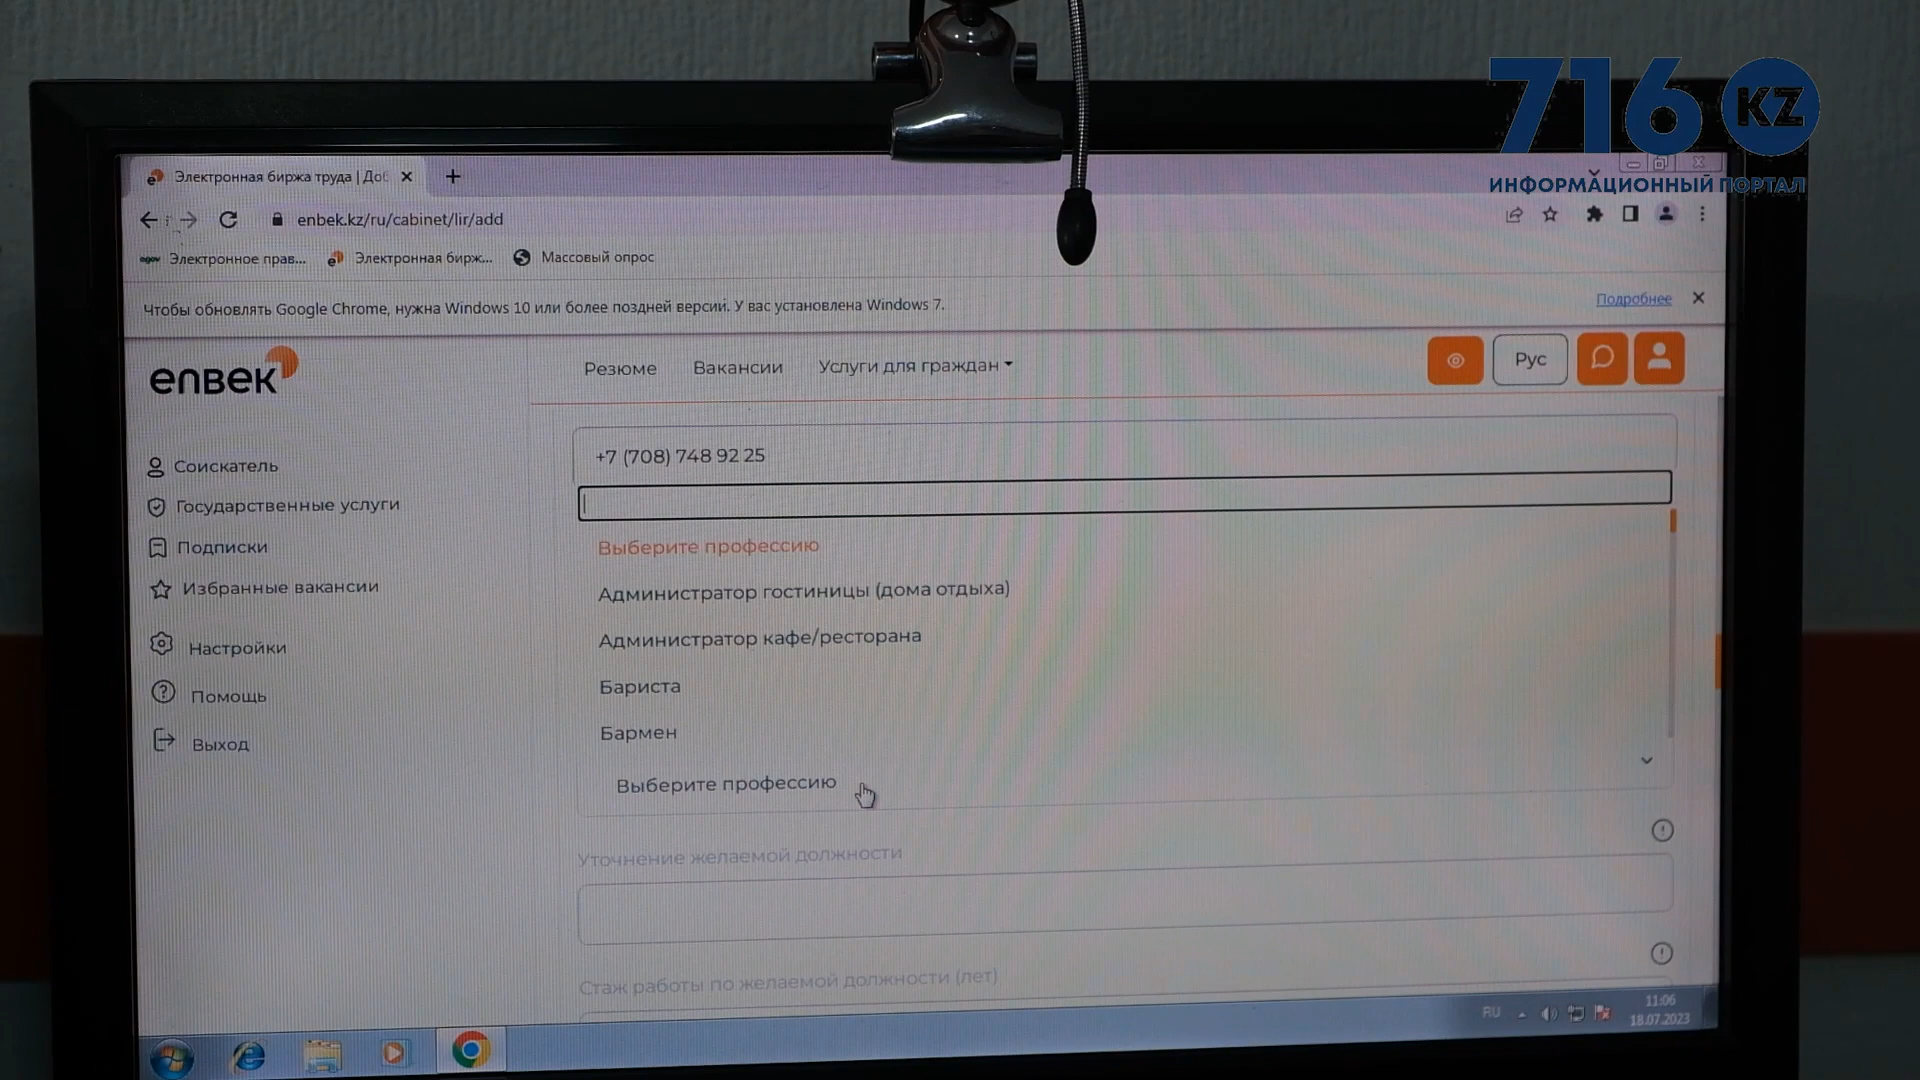 716 KZ
ИНФОРМАЦИОННЫЙ ПОРТАЛ
Электронная биржа труда | Доб
enbek.kz/ru/cabinet/lir/add
egov Электронное прав... Электронная бирж... Массовый опрос
Чтобы обновлять Google Chrome, нужна Windows 10 или более поздней версии. У вас установлена Windows 7. Подробнее
enbek Резюме Вакансии Услуги для граждан Рус
+7 (708) 748 92 25
Соискатель
Государственные услуги
Подписки
Избранные вакансии
Настройки
Помощь
Выход
Выберите профессию
Администратор гостиницы (дома отдыха)
Администратор кафе/ресторана
Бариста
Бармен
Выберите профессию
Уточнение желаемой должности
Стаж работы по желаемой должности (лет)
RU 11:06
18.07.2023